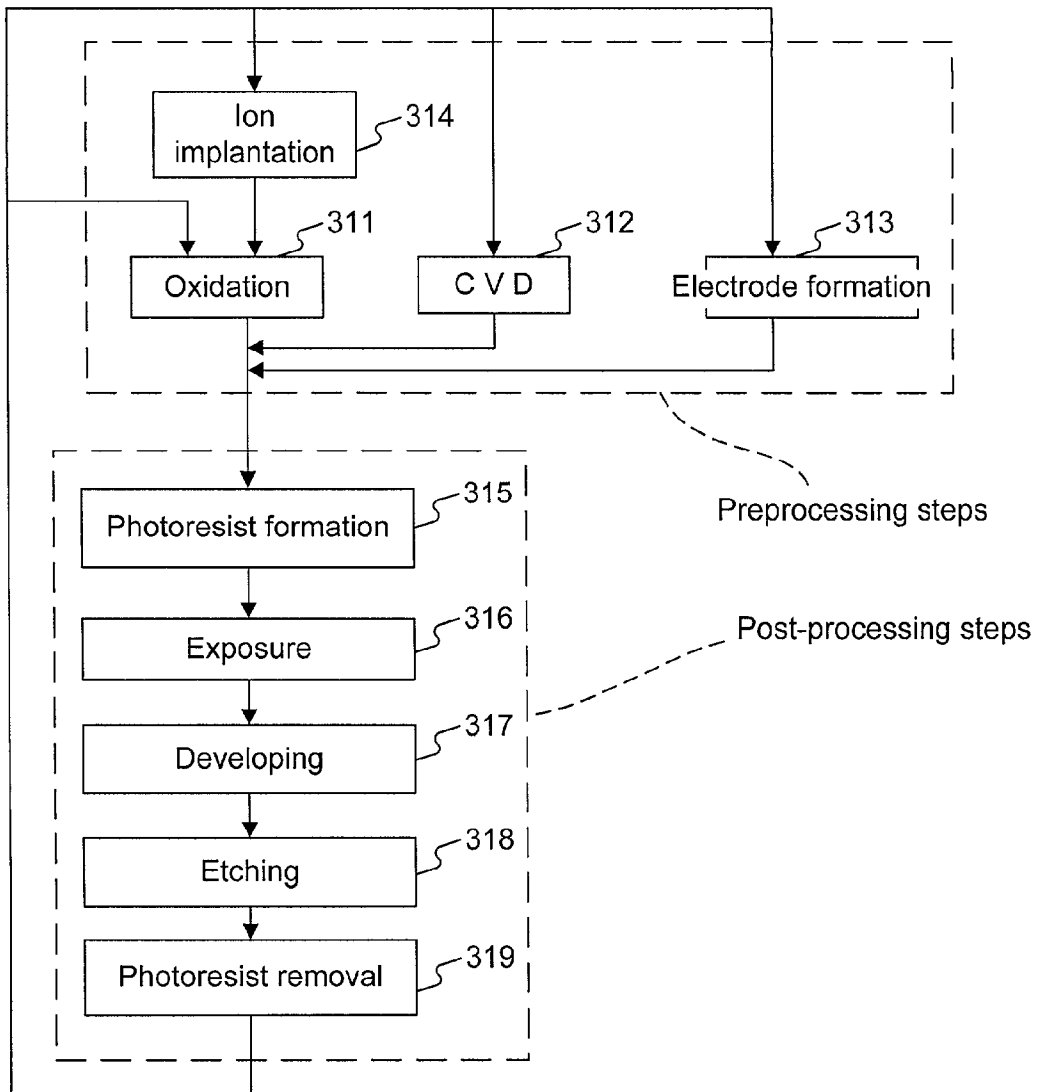 Ion
implantation
314
311
312
313
Oxidation
C V D
Electrode formation
315
Photoresist formation
Preprocessing steps
316
Exposure
Post-processing steps
317
Developing
318
Etching
319
Photoresist removal